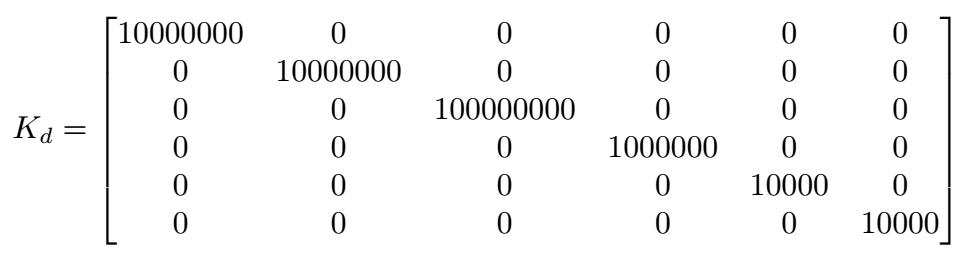 10000000 0 0 0 0 0
0 10000000 0 0 0 0
K_d = 0 0 100000000 0 0 0
0 0 0 1000000 0 0
0 0 0 0 10000 0
0 0 0 0 0 10000